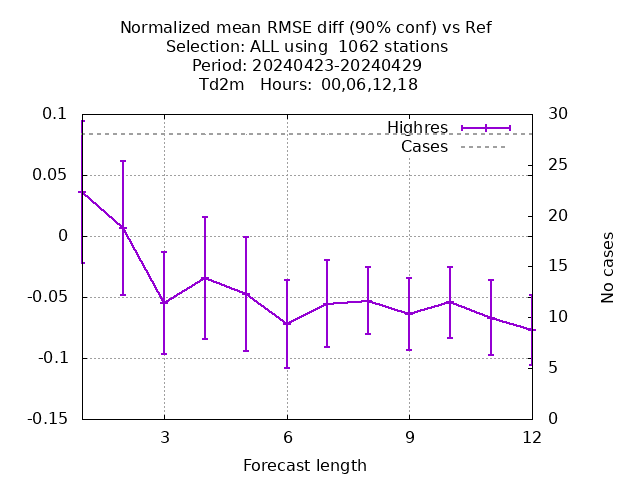 Normalized mean RMSE diff (90% conf) vs Ref
Selection: ALL using  1062 stations
Period: 20240423-20240429
Td2m   Hours:  00,06,12,18
0.1
0.05
0
-0.05
-0.1
-0.15
30
25
20
15
10
5
0
Highres
Cases
No cases
3 6 9 12
Forecast length